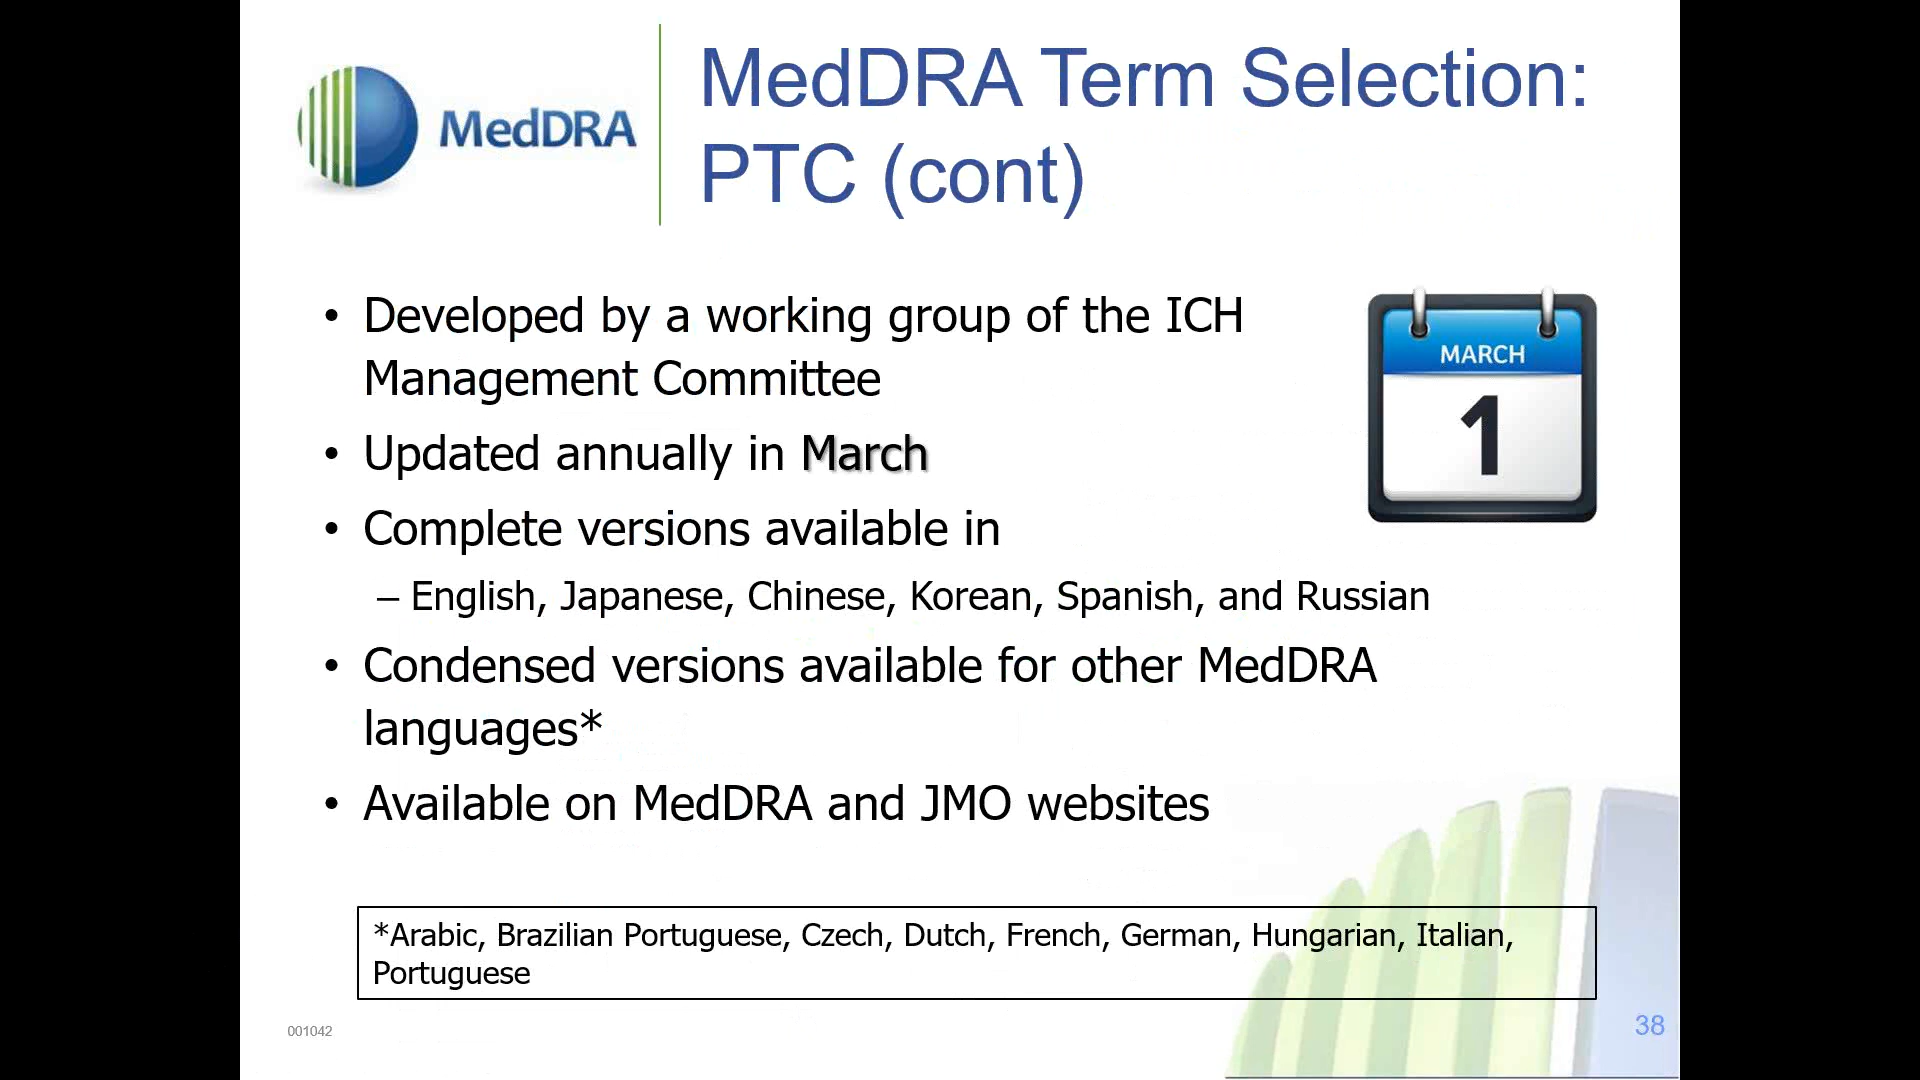 MedDRA
MedDRA Term Selection:
PTC (cont)
• Developed by a working group of the ICH
Management Committee
• Updated annually in March
• Complete versions available in
– English, Japanese, Chinese, Korean, Spanish, and Russian
• Condensed versions available for other MedDRA
languages*
• Available on MedDRA and JMO websites
MARCH
1
*Arabic, Brazilian Portuguese, Czech, Dutch, French, German, Hungarian, Italian,
Portuguese
001042
38